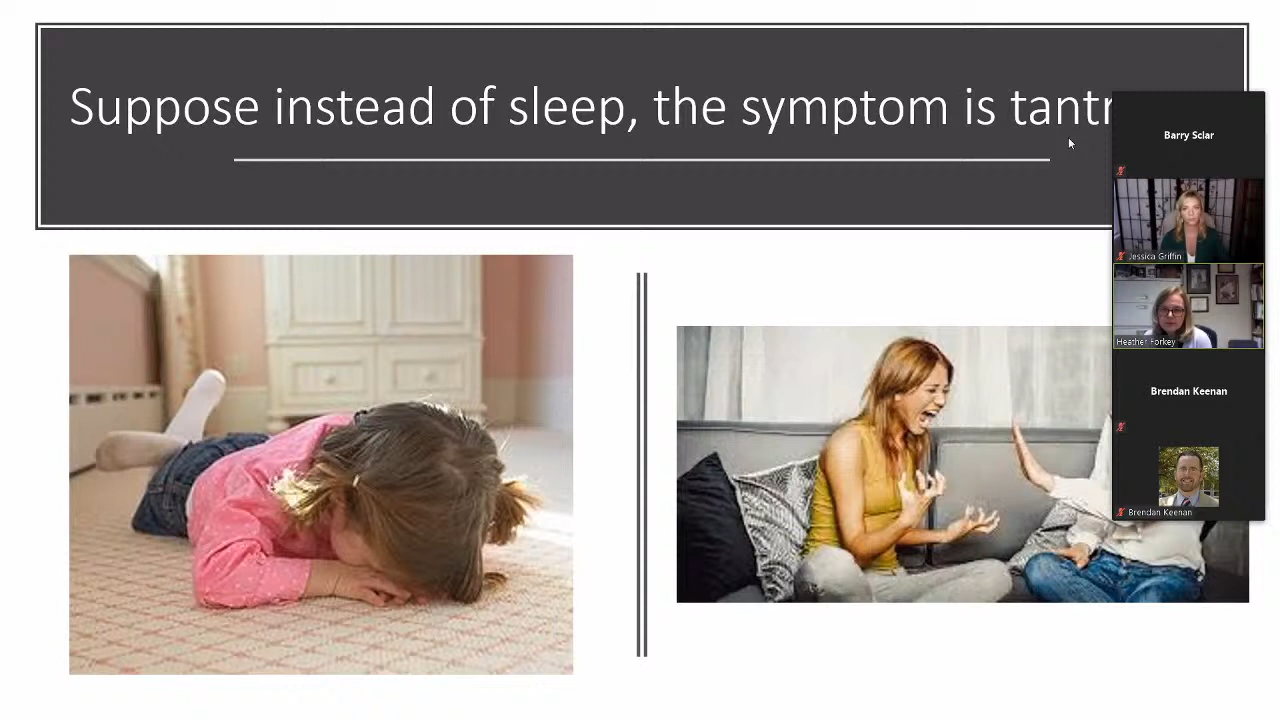 Suppose instead of sleep, the symptom is tantr
Barry Sclar
Jessica Griffin
Heather Forkey
Brendan Keenan
Brendan Keenan